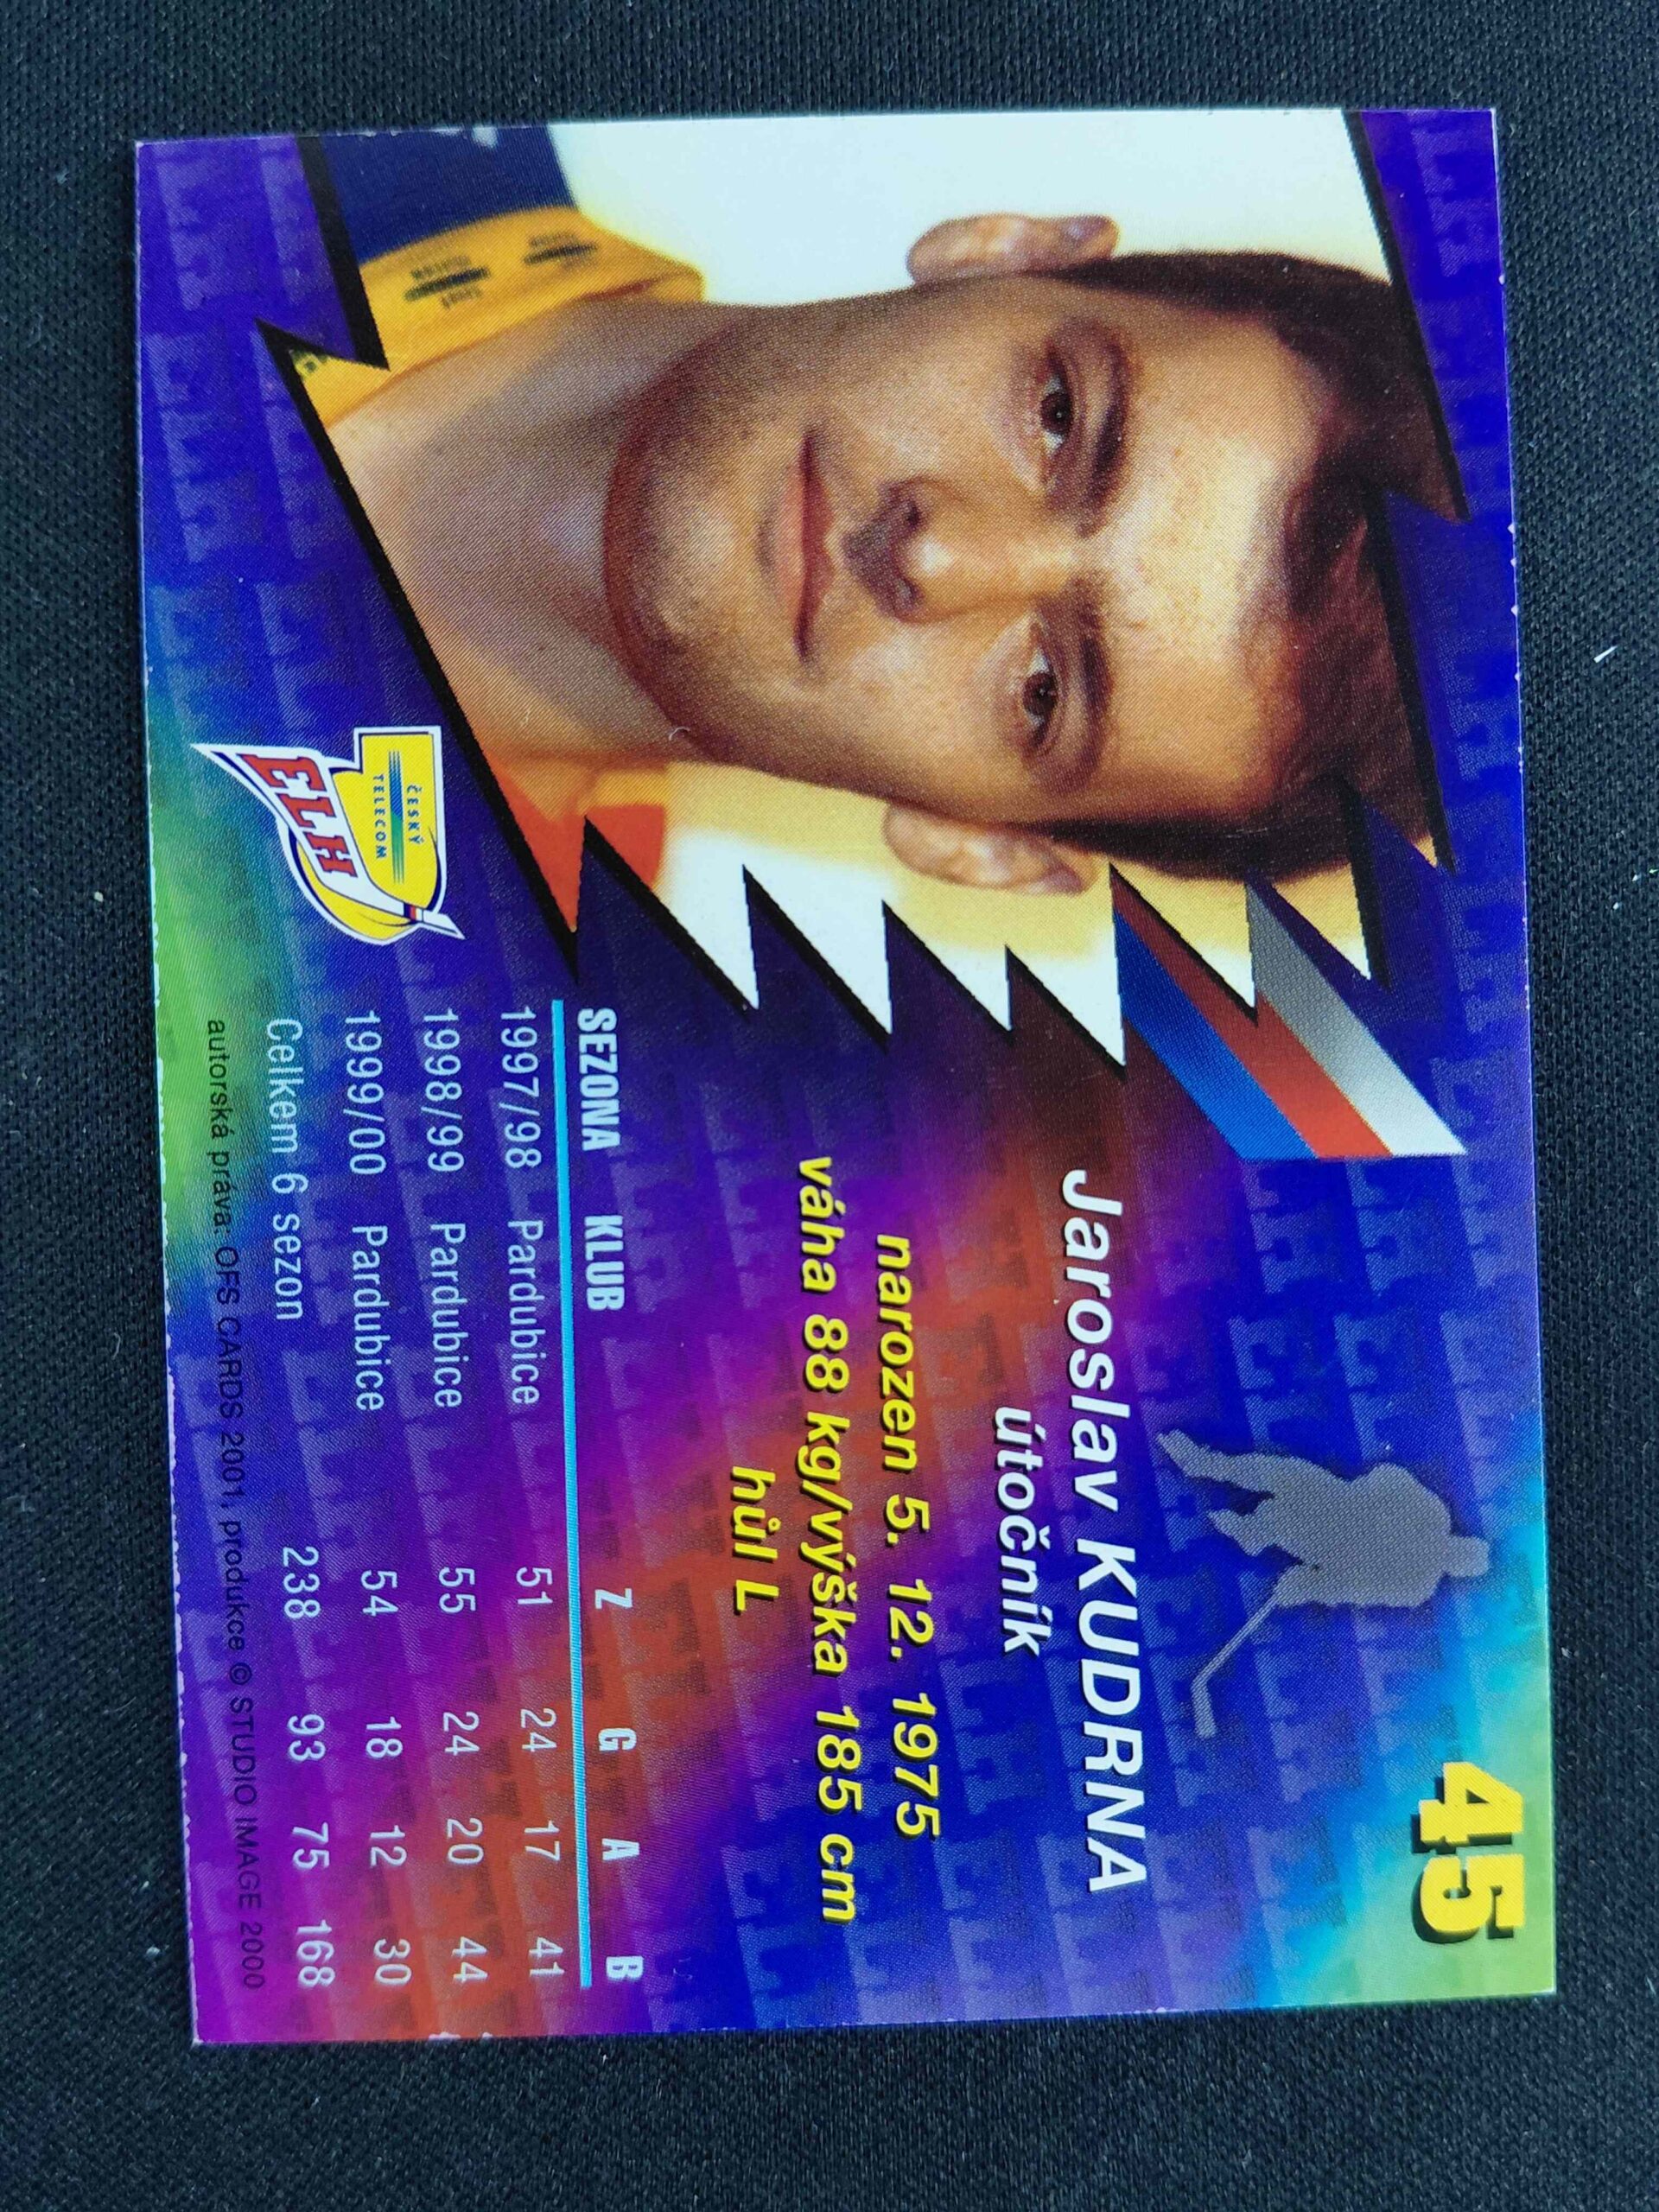 45
Jaroslav KUDRNA
útočník
narozen 5. 12. 1975
váha 88 kg/výška 185 cm
hůl L
SEZONA KLUB Z G A B
1997/98 Pardubice 51 24 17 41
1998/99 Pardubice 55 24 20 44
1999/00 Pardubice 54 18 12 30
Celkem 6 sezon 238 93 75 168
autorská práva: OFS CARDS 2001, produkce © STUDIO IMAGE 2000
ČESKÝ
TELECOM
ELH